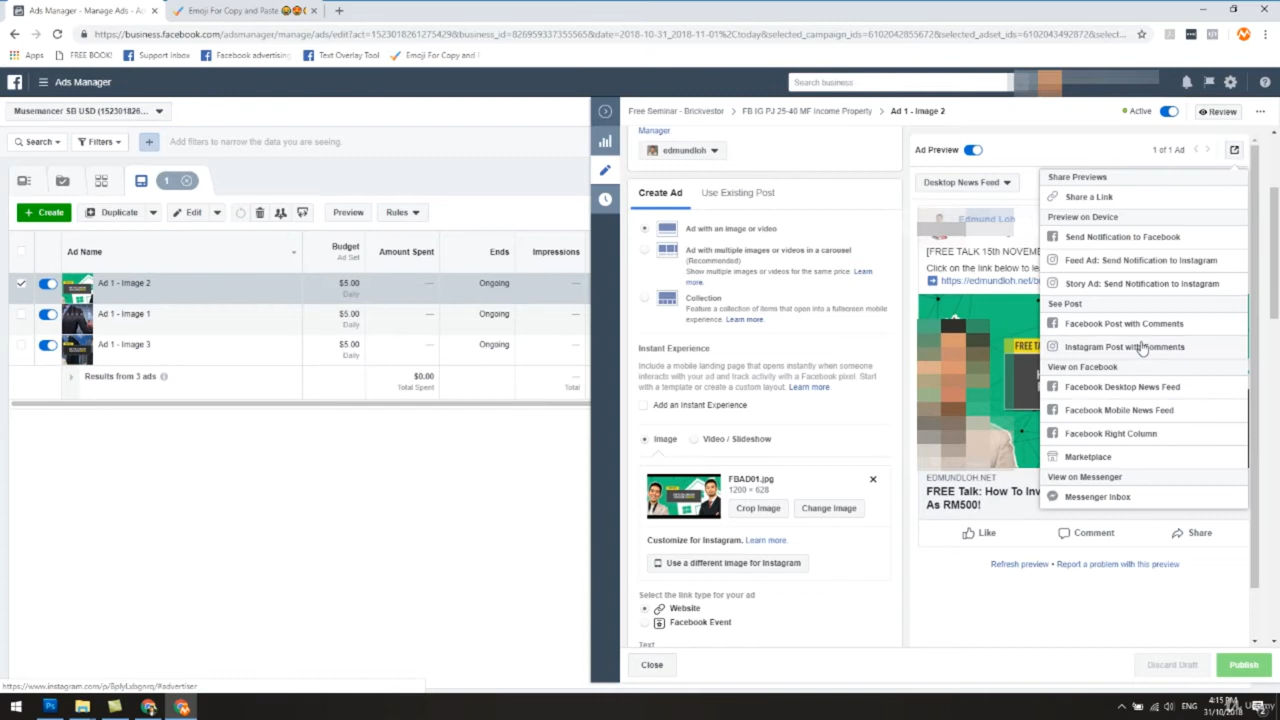 Ads Manager - Manage Ads - Ad
Emoji For Copy and Paste
https://business.facebook.com/adsmanager/manage/ads/edit?act=1523018261275429&business_id=826959337355565&date=2018-10-31_2018-11-01%2Ctoday&selected_campaign_ids=6102042855672&selected_adset_ids=6102043492872&select...
Apps
FREE BOOK!
Support Inbox
Facebook advertising
Text Overlay Tool
Emoji For Copy and
Ads Manager
Search business
Musemancer SB USD (152301826...
Free Seminar - Brickvestor
FB IG PJ 25-40 MF Income Property
Ad 1 - Image 2
Active
Review
Search
Filters
Add filters to narrow the data you are seeing.
1
Create
Duplicate
Edit
Preview
Rules
Ad Name
Budget
Ad Set
Amount Spent
Ends
Impressions
Ad 1 - Image 2
$5.00
Daily
—
Ongoing
—
Ad 1 - Image 1
$5.00
Daily
—
Ongoing
—
Ad 1 - Image 3
$5.00
Daily
—
Ongoing
—
Results from 3 ads
$0.00
Total Spent
—
Total
Manager
edmundloh
Create Ad
Use Existing Post
Ad with an image or video
Ad with multiple images or videos in a carousel
(Recommended)
Show multiple images or videos for the same price. Learn
more.
Collection
Feature a collection of items that open into a fullscreen mobile
experience. Learn more.
Instant Experience
Include a mobile landing page that opens instantly when someone
interacts with your ad and track activity with a Facebook pixel. Start
with a template or create a custom layout. Learn more.
Add an Instant Experience
Image
Video / Slideshow
FBAD01.jpg
1200 × 628
Crop Image
Change Image
Customize for Instagram. Learn more.
Use a different image for Instagram
Select the link type for your ad
Website
Facebook Event
Text
Close
Discard Draft
Publish
Ad Preview
1 of 1 Ad
Desktop News Feed
Edmund Loh
[FREE TALK 15th NOVEM
Click on the link below to le
https://edmundloh.net/b
FREE T
EDMUNDLOH.NET
FREE Talk: How To Inv
As RM500!
Like
Comment
Share
Refresh preview • Report a problem with this preview
Share Previews
Share a Link
Preview on Device
Send Notification to Facebook
Feed Ad: Send Notification to Instagram
Story Ad: Send Notification to Instagram
See Post
Facebook Post with Comments
Instagram Post with Comments
View on Facebook
Facebook Desktop News Feed
Facebook Mobile News Feed
Facebook Right Column
Marketplace
View on Messenger
Messenger Inbox
ENG
4:15 PM
31/10/2018
Udemy